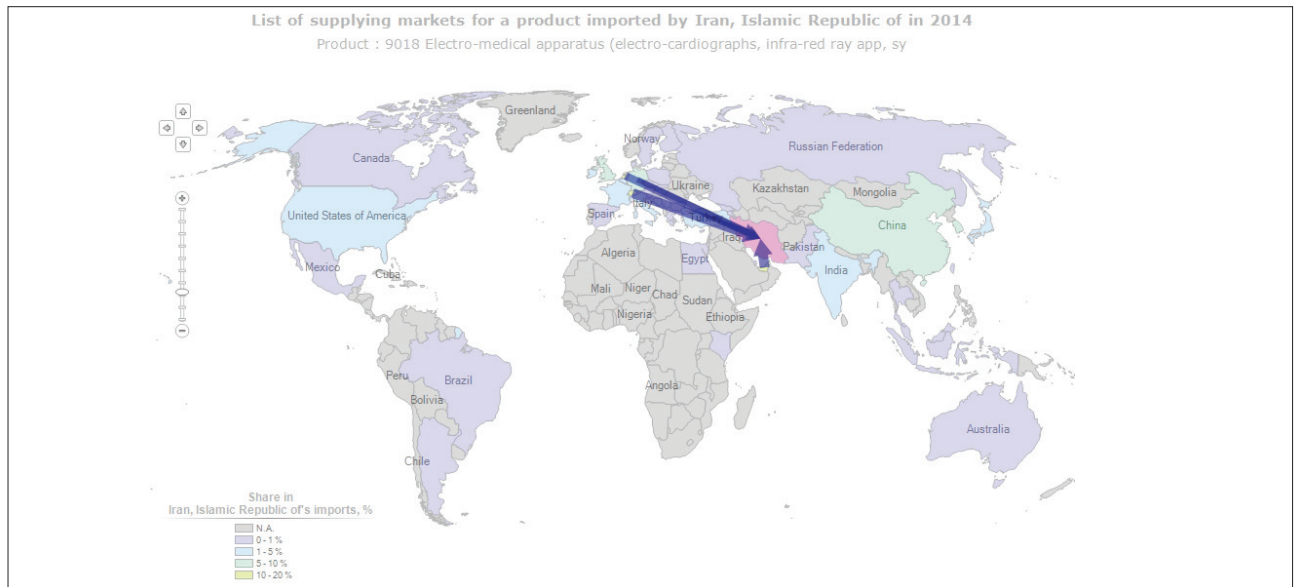 List of supplying markets for a product imported by Iran, Islamic Republic of in 2014
Product : 9018 Electro-medical apparatus (electro-cardiographs, infra-red ray app, sy
Greenland
Norway
Canada
Russian Federation
Ukraine
Kazakhstan
Mongolia
United States of America
Spain
Italy
China
Iraq
Pakistan
Algeria
Egypt
Mexico
Cuba
India
Mali
Niger
Chad
Sudan
Nigeria
Ethiopia
Peru
Brazil
Bolivia
Angola
Australia
Chile
Share in
Iran, Islamic Republic of's imports, %
N.A.
0 - 1 %
1 - 5 %
5 - 10 %
10 - 20 %